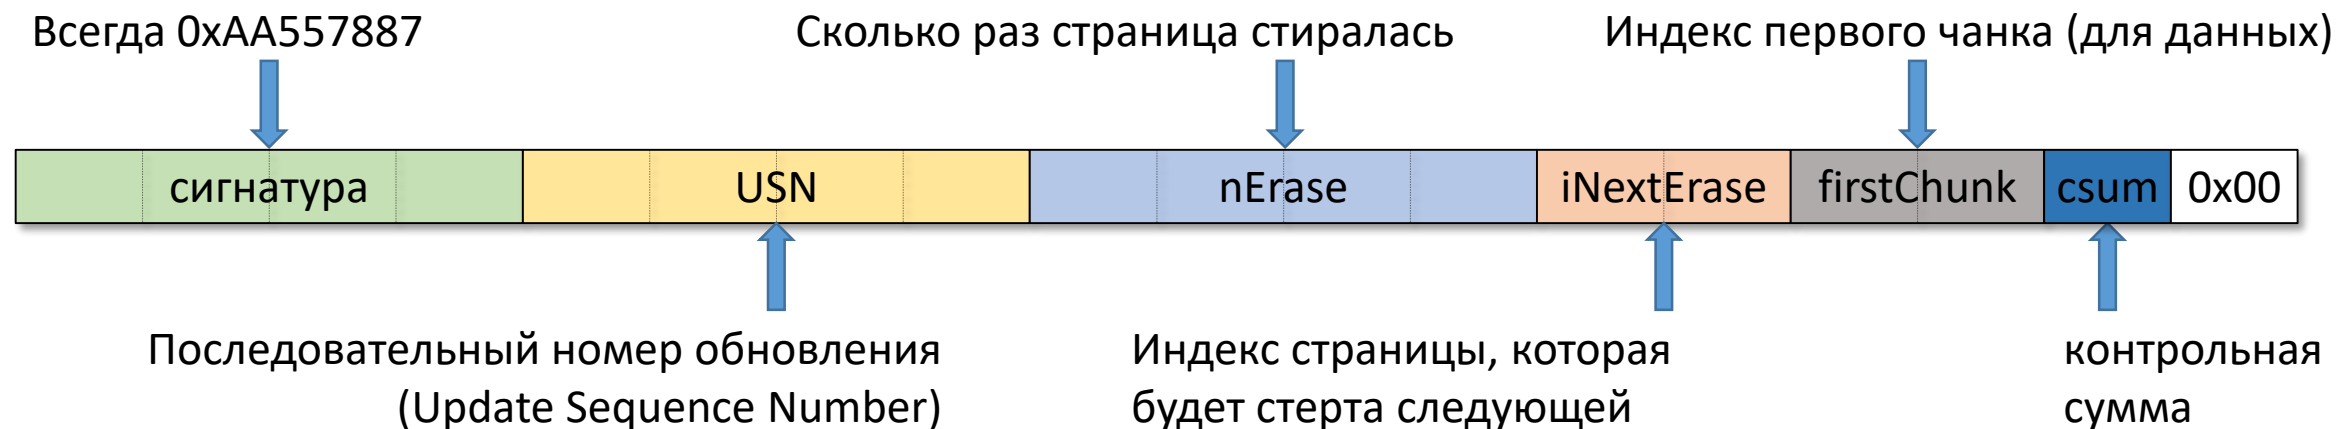 Всегда 0xAA557887
Сколько раз страница стиралась
Индекс первого чанка (для данных)
сигнатура
USN
nErase
iNextErase
firstChunk
csum
0x00
Последовательный номер обновления
(Update Sequence Number)
Индекс страницы, которая
будет стерта следующей
контрольная
сумма